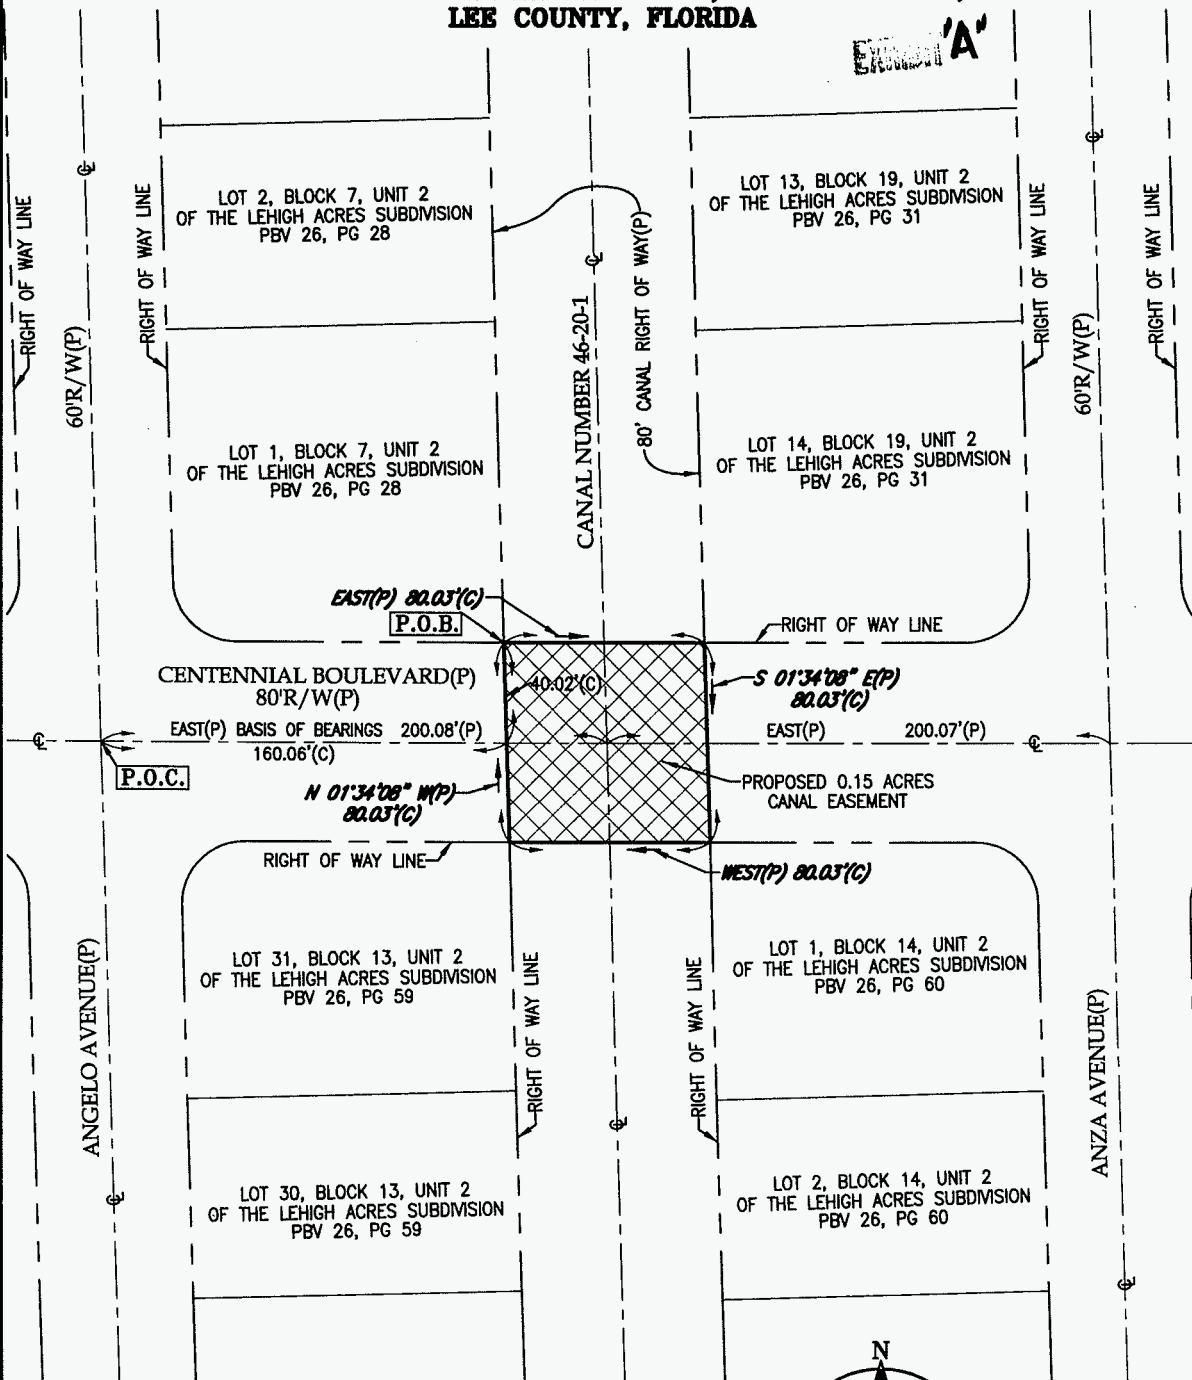 LEE COUNTY, FLORIDA
EXHIBIT "A"
LOT 2, BLOCK 7, UNIT 2
OF THE LEHIGH ACRES SUBDIVISION
PBV 26, PG 28
LOT 13, BLOCK 19, UNIT 2
OF THE LEHIGH ACRES SUBDIVISION
PBV 26, PG 31
RIGHT OF WAY LINE
RIGHT OF WAY LINE
RIGHT OF WAY LINE
RIGHT OF WAY LINE
60'R/W(P)
CANAL NUMBER 46-20-1
80' CANAL RIGHT OF WAY(P)
60'R/W(P)
LOT 1, BLOCK 7, UNIT 2
OF THE LEHIGH ACRES SUBDIVISION
PBV 26, PG 28
LOT 14, BLOCK 19, UNIT 2
OF THE LEHIGH ACRES SUBDIVISION
PBV 26, PG 31
EAST(P) 80.03'(C)
P.O.B.
RIGHT OF WAY LINE
CENTENNIAL BOULEVARD(P)
80'R/W(P)
40.02'(C)
S 01°34'08" E(P)
80.03'(C)
EAST(P) BASIS OF BEARINGS 200.08'(P)
160.06'(C)
EAST(P) 200.07'(P)
P.O.C.
N 01°34'08" W(P)
80.03'(C)
PROPOSED 0.15 ACRES
CANAL EASEMENT
RIGHT OF WAY LINE
WEST(P) 80.03'(C)
LOT 31, BLOCK 13, UNIT 2
OF THE LEHIGH ACRES SUBDIVISION
PBV 26, PG 59
LOT 1, BLOCK 14, UNIT 2
OF THE LEHIGH ACRES SUBDIVISION
PBV 26, PG 60
ANGELO AVENUE(P)
RIGHT OF WAY LINE
RIGHT OF WAY LINE
ANZA AVENUE(P)
LOT 30, BLOCK 13, UNIT 2
OF THE LEHIGH ACRES SUBDIVISION
PBV 26, PG 59
LOT 2, BLOCK 14, UNIT 2
OF THE LEHIGH ACRES SUBDIVISION
PBV 26, PG 60
N